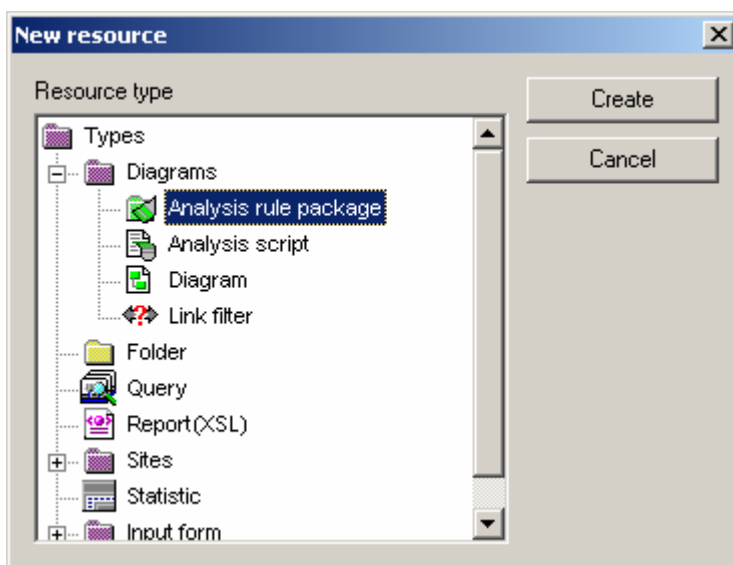 New resource
Resource type
Create
Cancel
Types
Diagrams
Analysis rule package
Analysis script
Diagram
Link filter
Folder
Query
Report(XSL)
Sites
Statistic
Input form